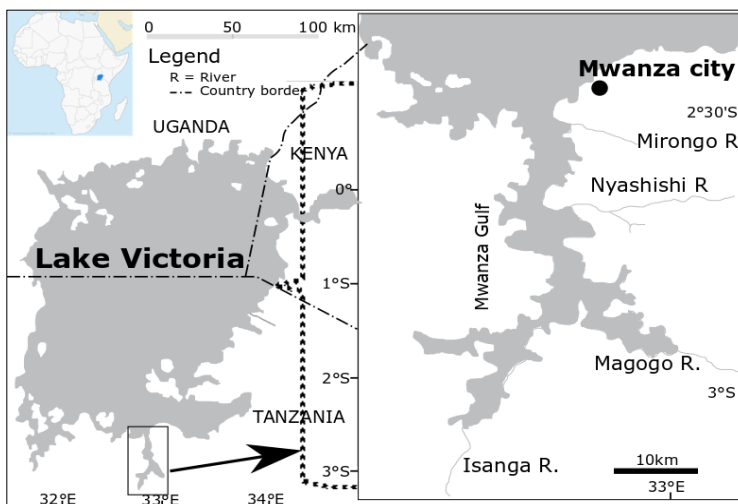 0 50 100 km
Legend
R = River
Country border
UGANDA
KENYA
0°
Lake Victoria
1°S
2°S
TANZANIA
3°S
32°E
33°E
34°E
Mwanza city
2°30'S
Mirongo R
Nyashishi R
Mwanza Gulf
Magogo R.
3°S
Isanga R.
10km
33°E